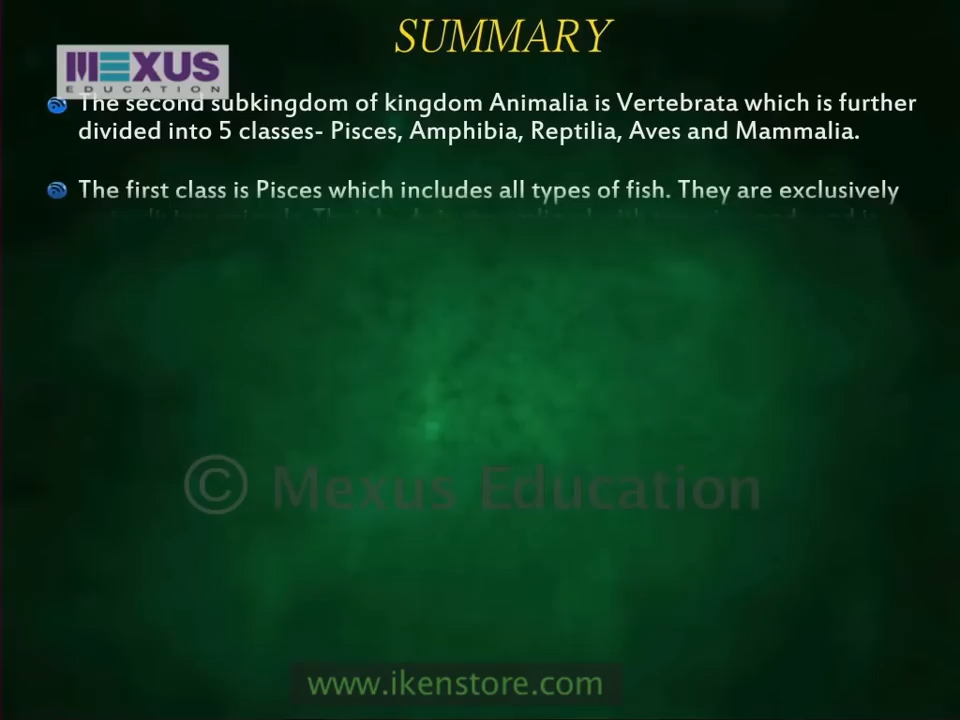 SUMMARY
MEXUS
EDUCATION
The second subkingdom of kingdom Animalia is Vertebrata which is further
divided into 5 classes- Pisces, Amphibia, Reptilia, Aves and Mammalia.
The first class is Pisces which includes all types of fish. They are exclusively
© Mexus Education
www.ikenstore.com